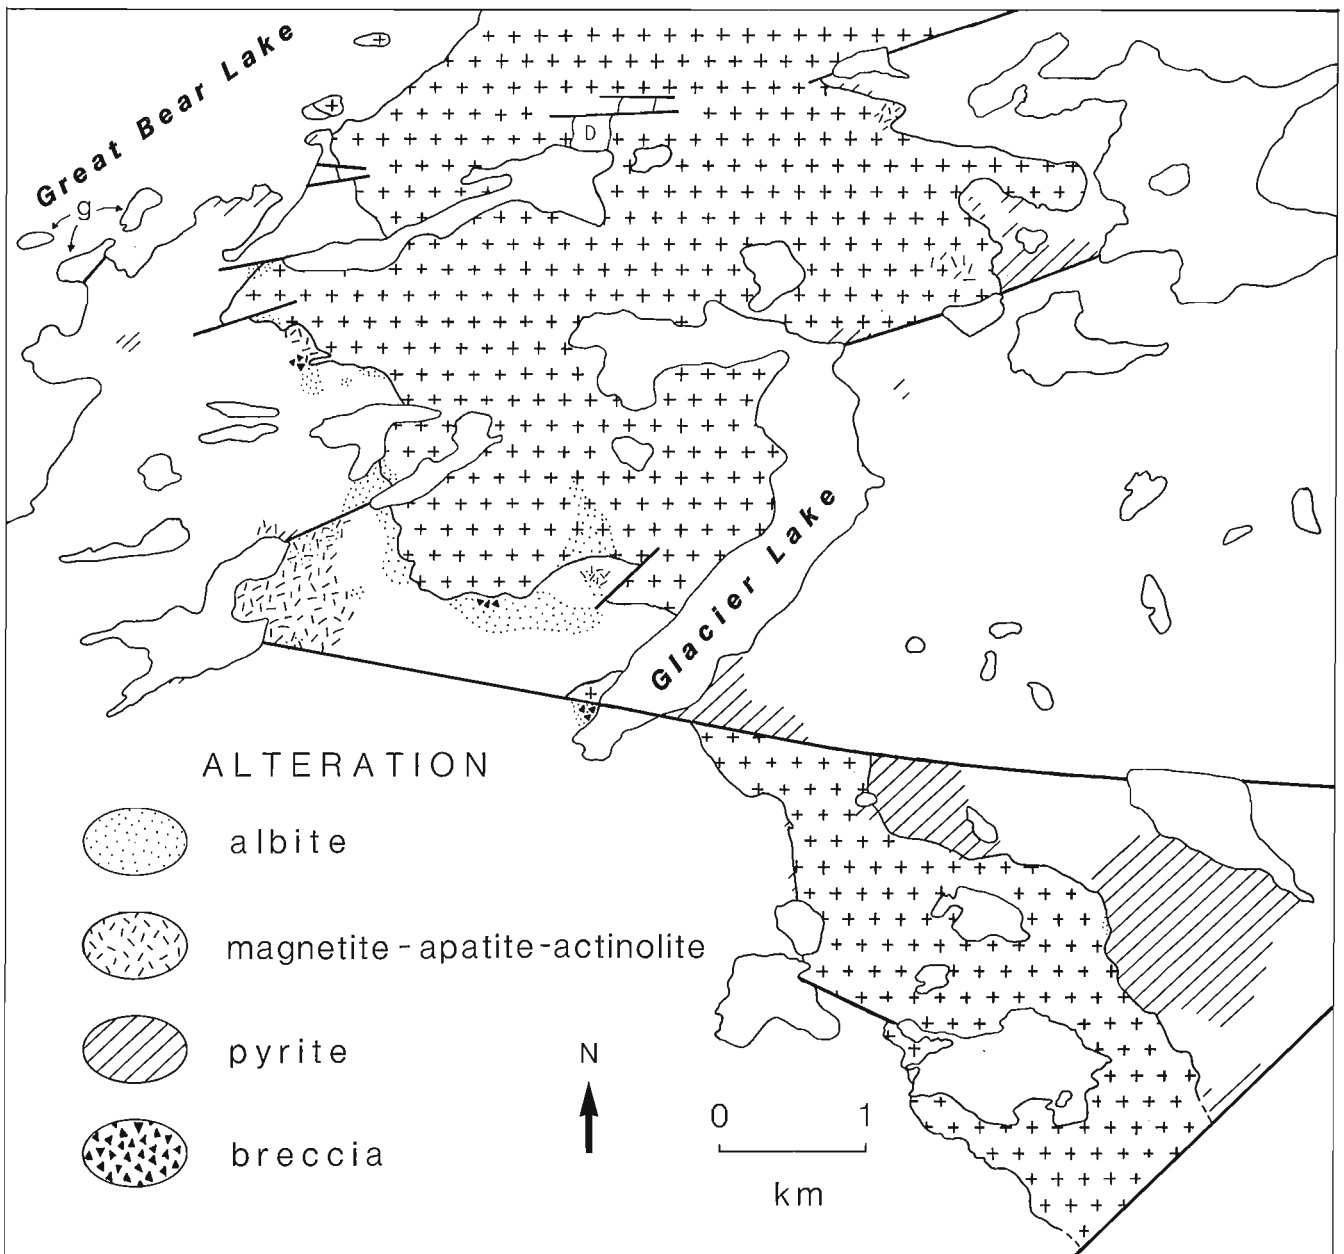 Great Bear Lake
D
g
Glacier Lake
ALTERATION
albite
magnetite-apatite-actinolite
pyrite
breccia
N
0 1
km